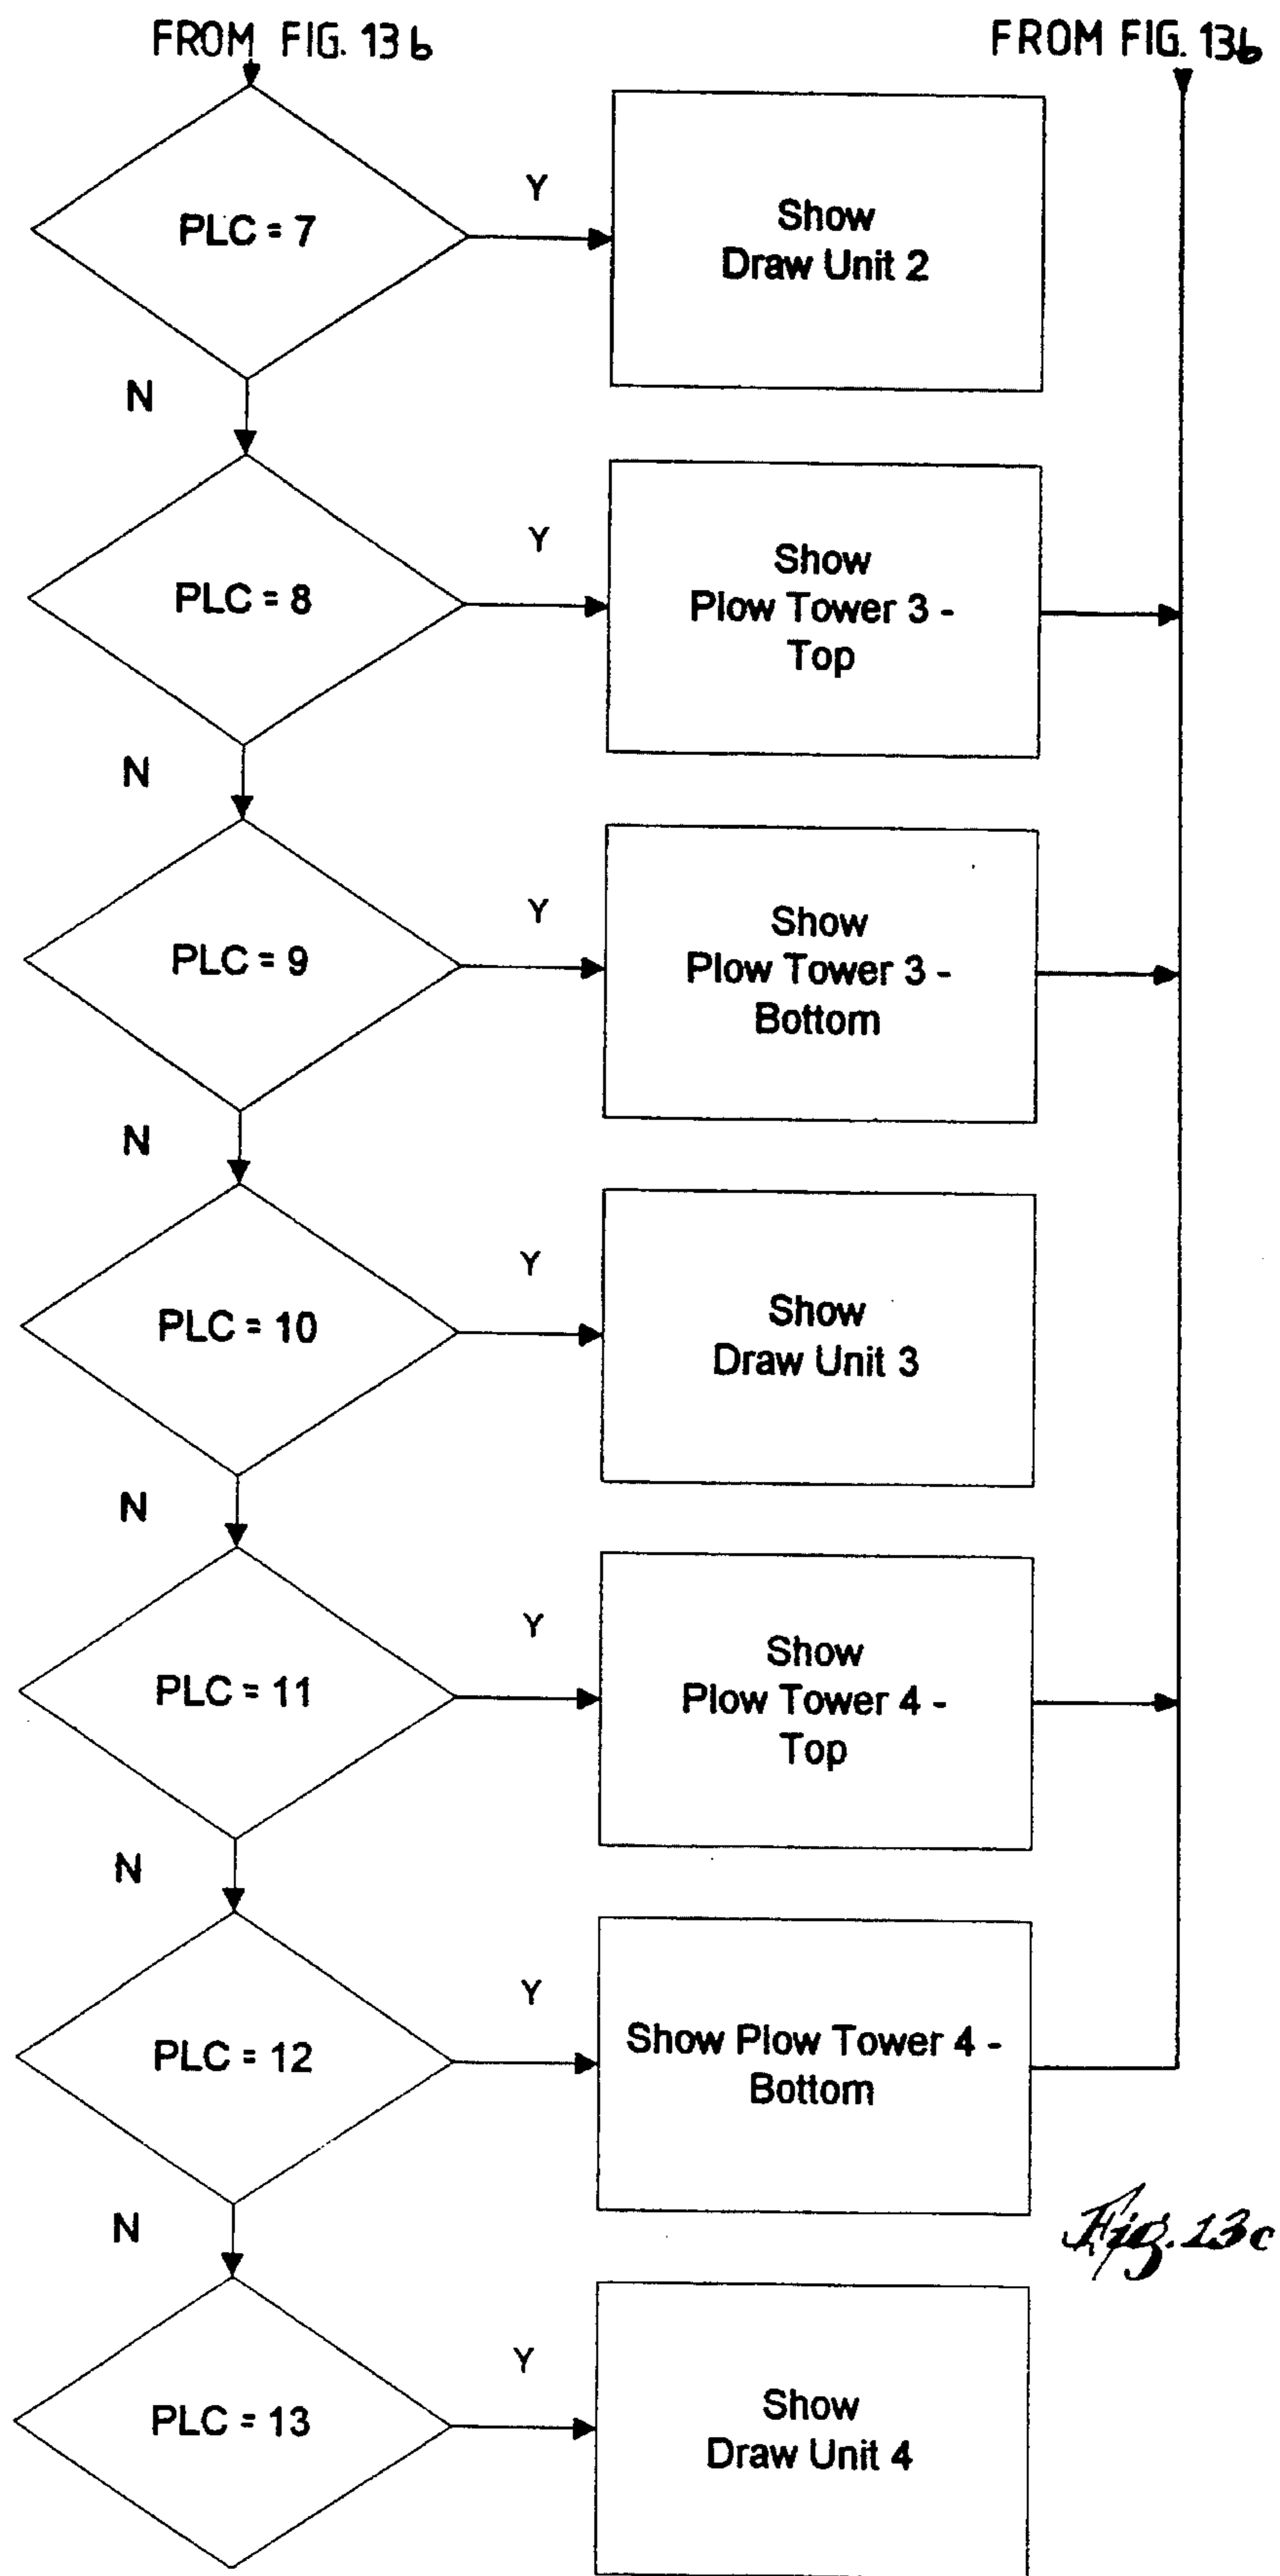 FROM FIG. 13b
FROM FIG. 13b
PLC = 7
Y
Show
Draw Unit 2
N
PLC = 8
Y
Show
Plow Tower 3 -
Top
N
PLC = 9
Y
Show
Plow Tower 3 -
Bottom
N
PLC = 10
Y
Show
Draw Unit 3
N
PLC = 11
Y
Show
Plow Tower 4 -
Top
N
PLC = 12
Y
Show Plow Tower 4 -
Bottom
N
Fig. 13c
PLC = 13
Y
Show
Draw Unit 4